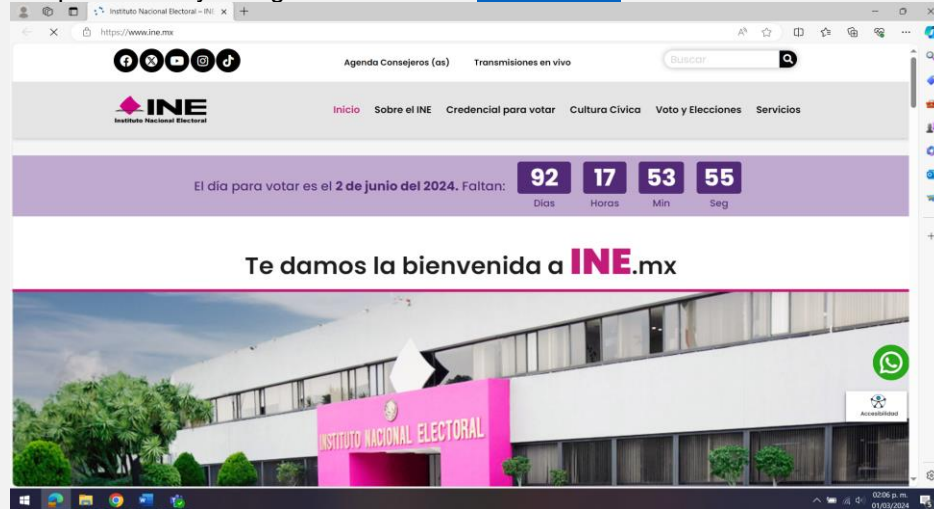 Instituto Nacional Electoral – INE
https://www.ine.mx
Agenda Consejeros (as) Transmisiones en vivo Buscar
INE
Instituto Nacional Electoral
Inicio Sobre el INE Credencial para votar Cultura Cívica Voto y Elecciones Servicios
El día para votar es el 2 de junio del 2024. Faltan: 92 17 53 55
Dias Horas Min Seg
Te damos la bienvenida a INE.mx
INSTITUTO NACIONAL ELECTORAL
Accesibilidad
02:06 p. m.
01/03/2024